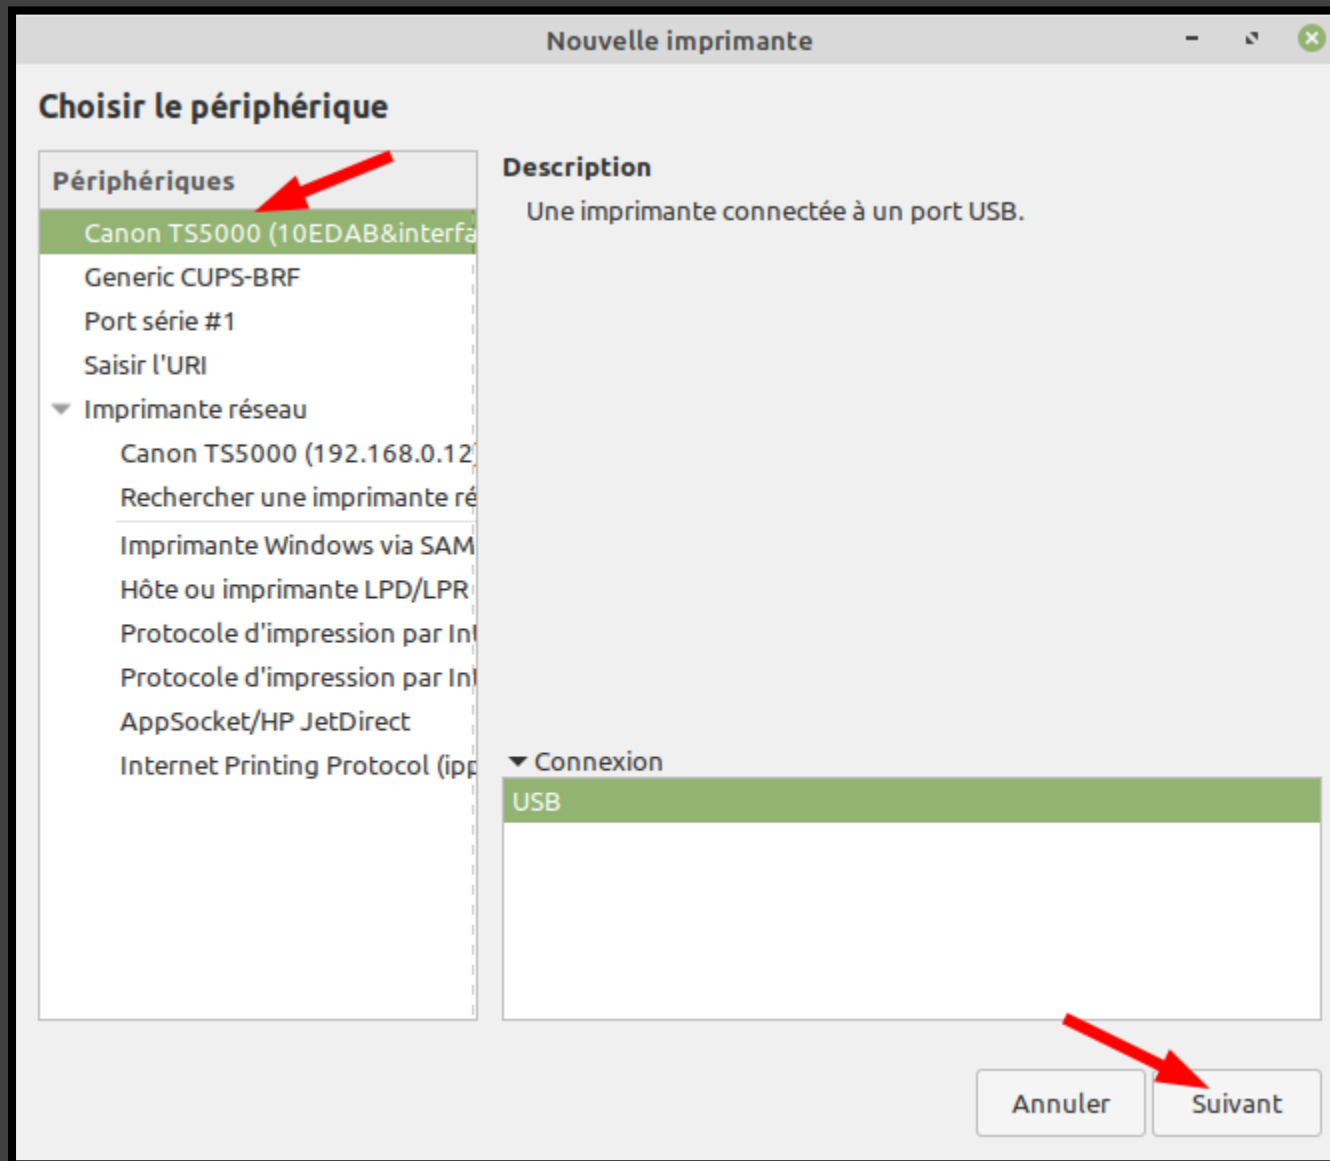 Nouvelle imprimante
Choisir le périphérique
Périphériques
Canon TS5000 (10EDAB&interfa
Generic CUPS-BRF
Port série #1
Saisir l'URI
Imprimante réseau
Canon TS5000 (192.168.0.12)
Rechercher une imprimante ré
Imprimante Windows via SAM
Hôte ou imprimante LPD/LPR
Protocole d'impression par Int
Protocole d'impression par Int
AppSocket/HP JetDirect
Internet Printing Protocol (ipp
Description
Une imprimante connectée à un port USB.
Connexion
USB
Annuler
Suivant